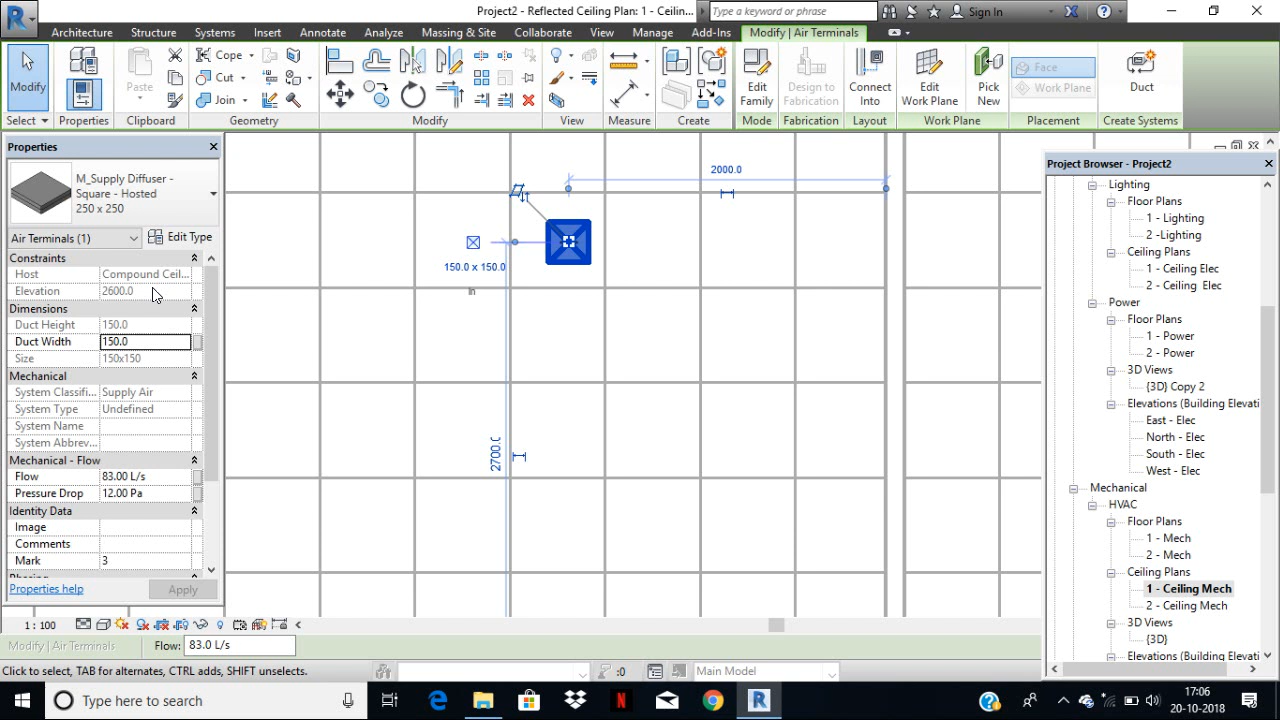 Project2 - Reflected Ceiling Plan: 1 - Ceilin...
Type a keyword or phrase
Sign In
Architecture Structure Systems Insert Annotate Analyze Massing & Site Collaborate View Manage Add-Ins Modify | Air Terminals
Modify
Paste
Cope
Cut
Join
Edit Family
Design to Fabrication
Connect Into
Edit Work Plane
Pick New
Face
Work Plane
Duct
Select Properties Clipboard Geometry Modify View Measure Create Mode Fabrication Layout Work Plane Placement Create Systems
Properties
M_Supply Diffuser -
Square - Hosted
250 x 250
Air Terminals (1)
Edit Type
Constraints
Host Compound Ceil...
Elevation 2600.0
Dimensions
Duct Height 150.0
Duct Width 150.0
Size 150x150
Mechanical
System Classifi... Supply Air
System Type Undefined
System Name
System Abbrev...
Mechanical - Flow
Flow 83.00 L/s
Pressure Drop 12.00 Pa
Identity Data
Image
Comments
Mark 3
Phasing
Properties help
Apply
2000.0
150.0 x 150.0
In
2700.0
Project Browser - Project2
Lighting
Floor Plans
1 - Lighting
2 -Lighting
Ceiling Plans
1 - Ceiling Elec
2 - Ceiling Elec
Power
Floor Plans
1 - Power
2 - Power
3D Views
{3D} Copy 2
Elevations (Building Elevati
East - Elec
North - Elec
South - Elec
West - Elec
Mechanical
HVAC
Floor Plans
1 - Mech
2 - Mech
Ceiling Plans
1 - Ceiling Mech
2 - Ceiling Mech
3D Views
{3D}
Elevations (Building Elevati
1 : 100
Modify | Air Terminals
Flow: 83.0 L/s
Click to select, TAB for alternates, CTRL adds, SHIFT unselects.
:0
Main Model
Type here to search
17:06
20-10-2018